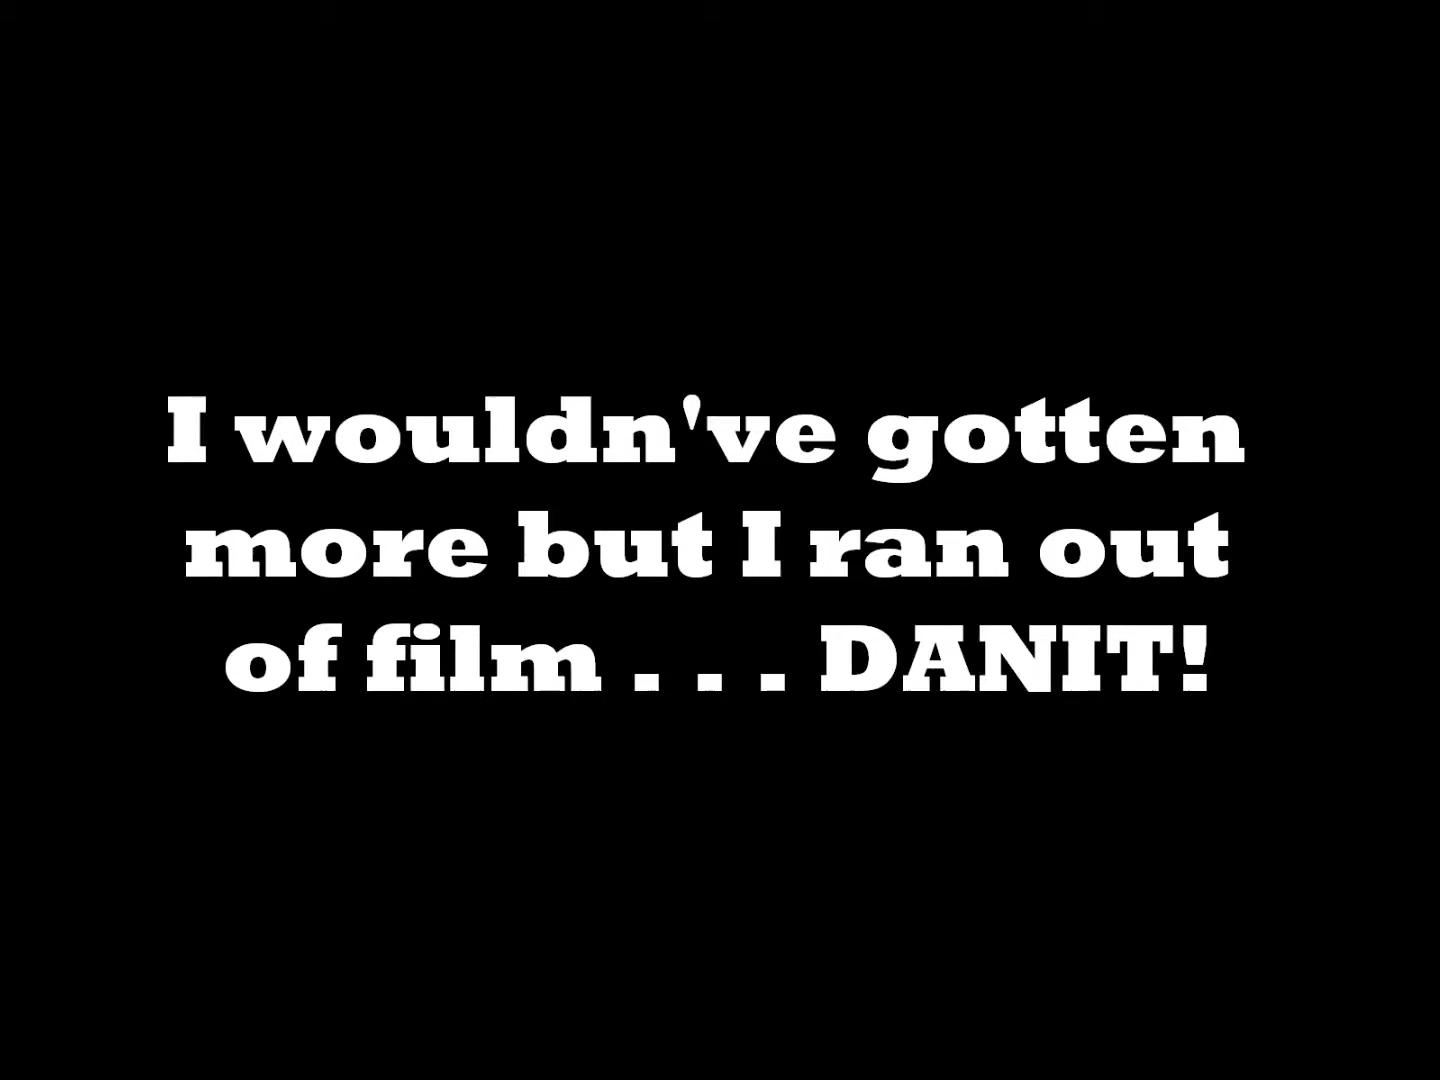 I wouldn've gotten
more but I ran out
of film . . . DANIT!